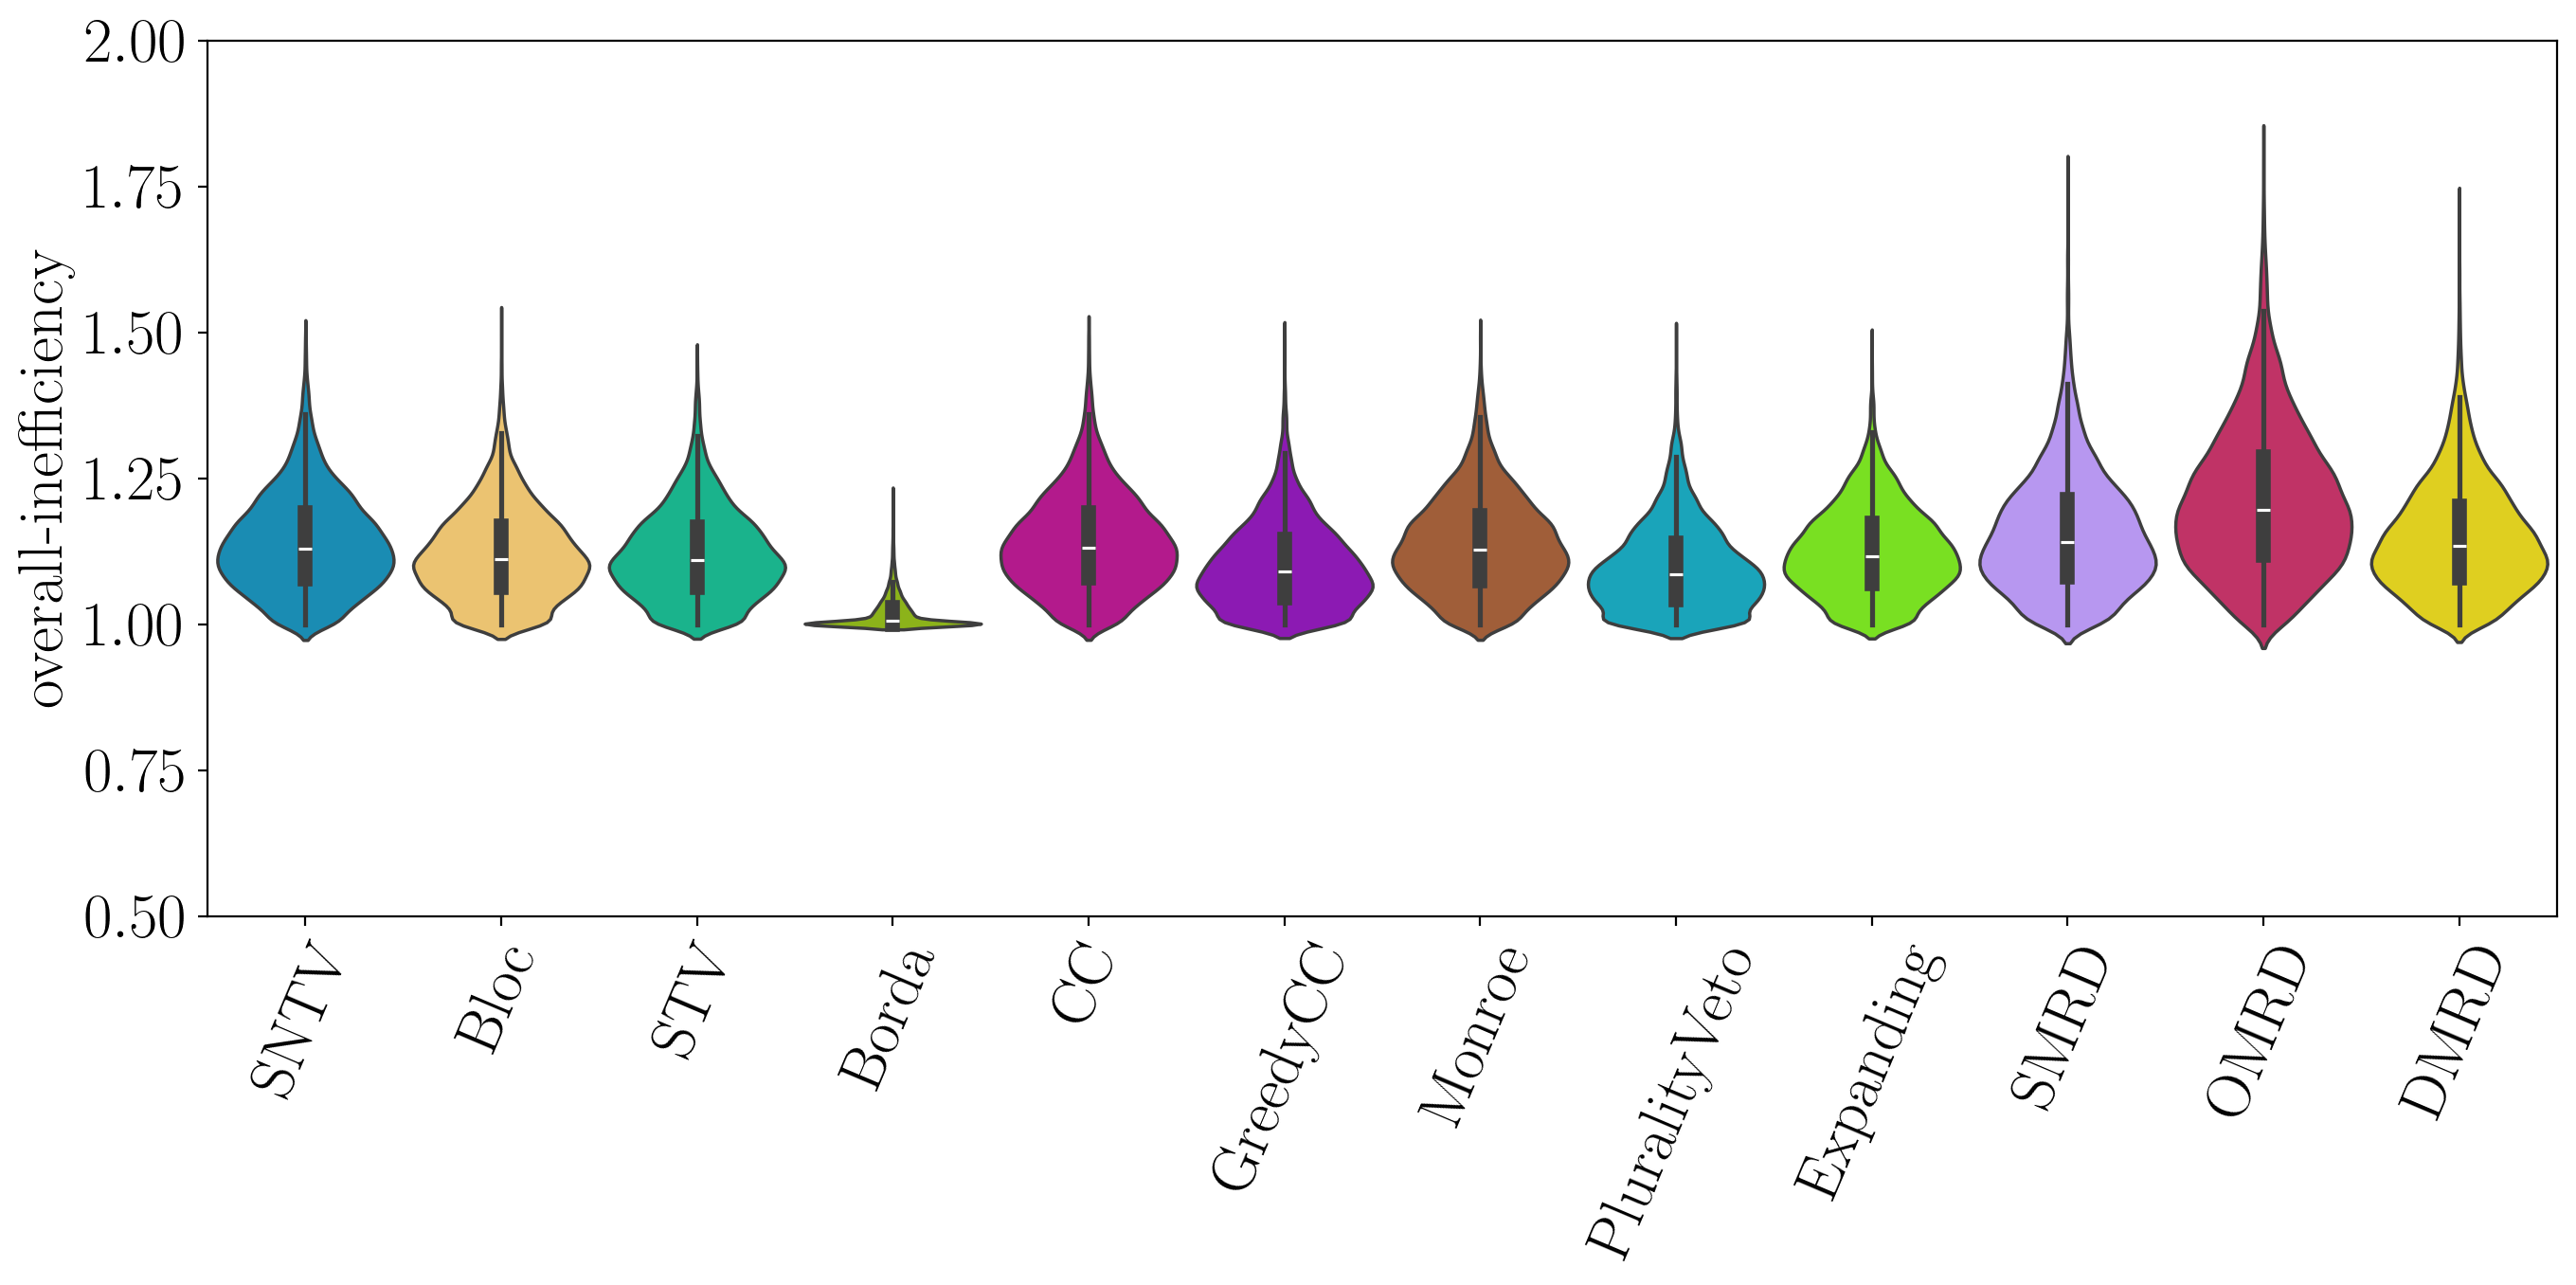 overall-inefficiency
2.00
1.75
1.50
1.25
1.00
0.75
0.50
SNTV
Bloc
STV
Borda
CC
GreedyCC
Monroe
PluralityVeto
Expanding
SMRD
OMRD
DMRD